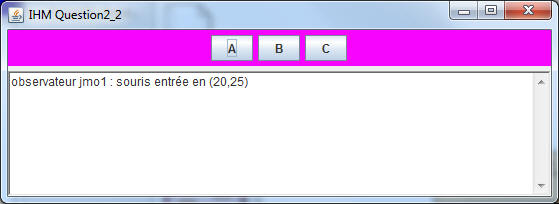 IHM Question2_2
A B C
observateur jmo1 : souris entrée en (20,25)